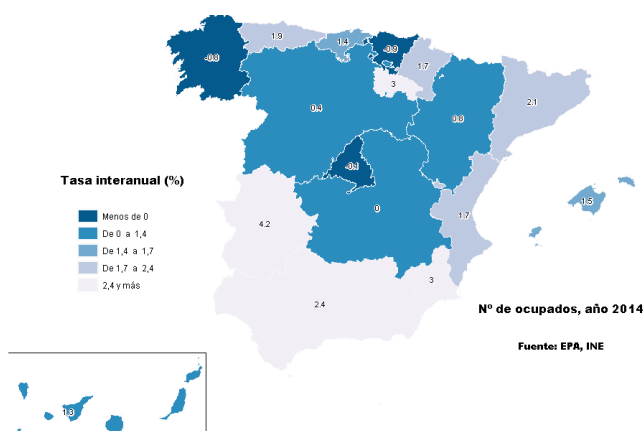 1.9
1.4
-0.9
-0.8
1.7
3
2.1
0.4
0.8
-0.1
Tasa interanual (%)
Menos de 0
De 0 a 1,4
De 1,4 a 1,7
De 1,7 a 2,4
2,4 y más
1.5
4.2
0
1.7
3
2.4
Nº de ocupados, año 2014
Fuente: EPA, INE
1.3